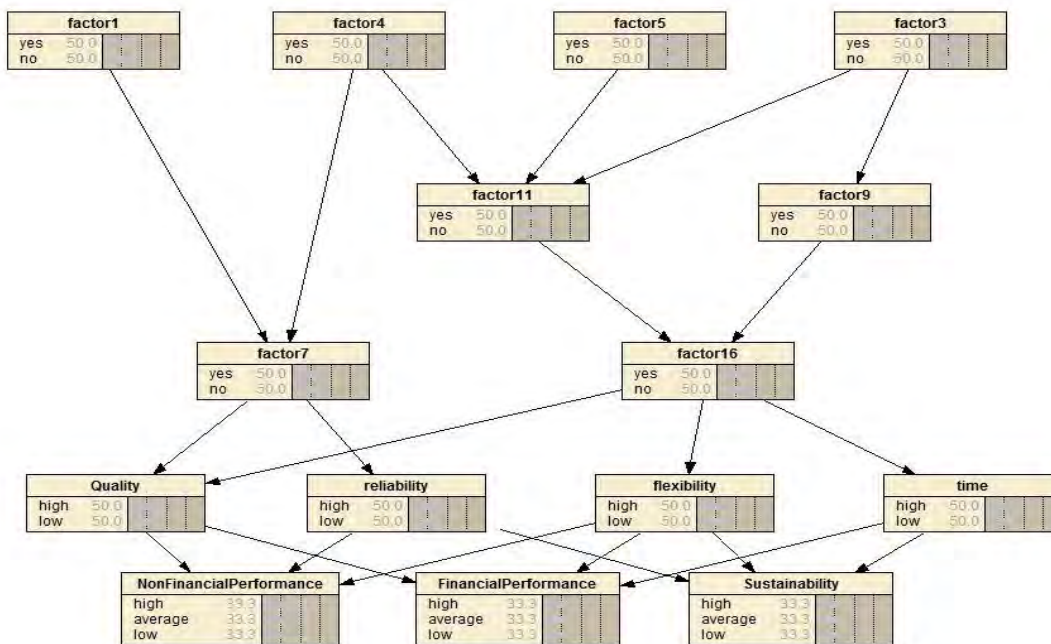 factor1
yes 50.0
no 50.0
factor4
yes 50.0
no 50.0
factor5
yes 50.0
no 50.0
factor3
yes 50.0
no 50.0
factor11
yes 50.0
no 50.0
factor9
yes 50.0
no 50.0
factor7
yes 50.0
no 50.0
factor16
yes 50.0
no 50.0
Quality
high 50.0
low 50.0
reliability
high 50.0
low 50.0
flexibility
high 50.0
low 50.0
time
high 50.0
low 50.0
NonFinancialPerformance
high 33.3
average 33.3
low 33.3
FinancialPerformance
high 33.3
average 33.3
low 33.3
Sustainability
high 33.3
average 33.3
low 33.3